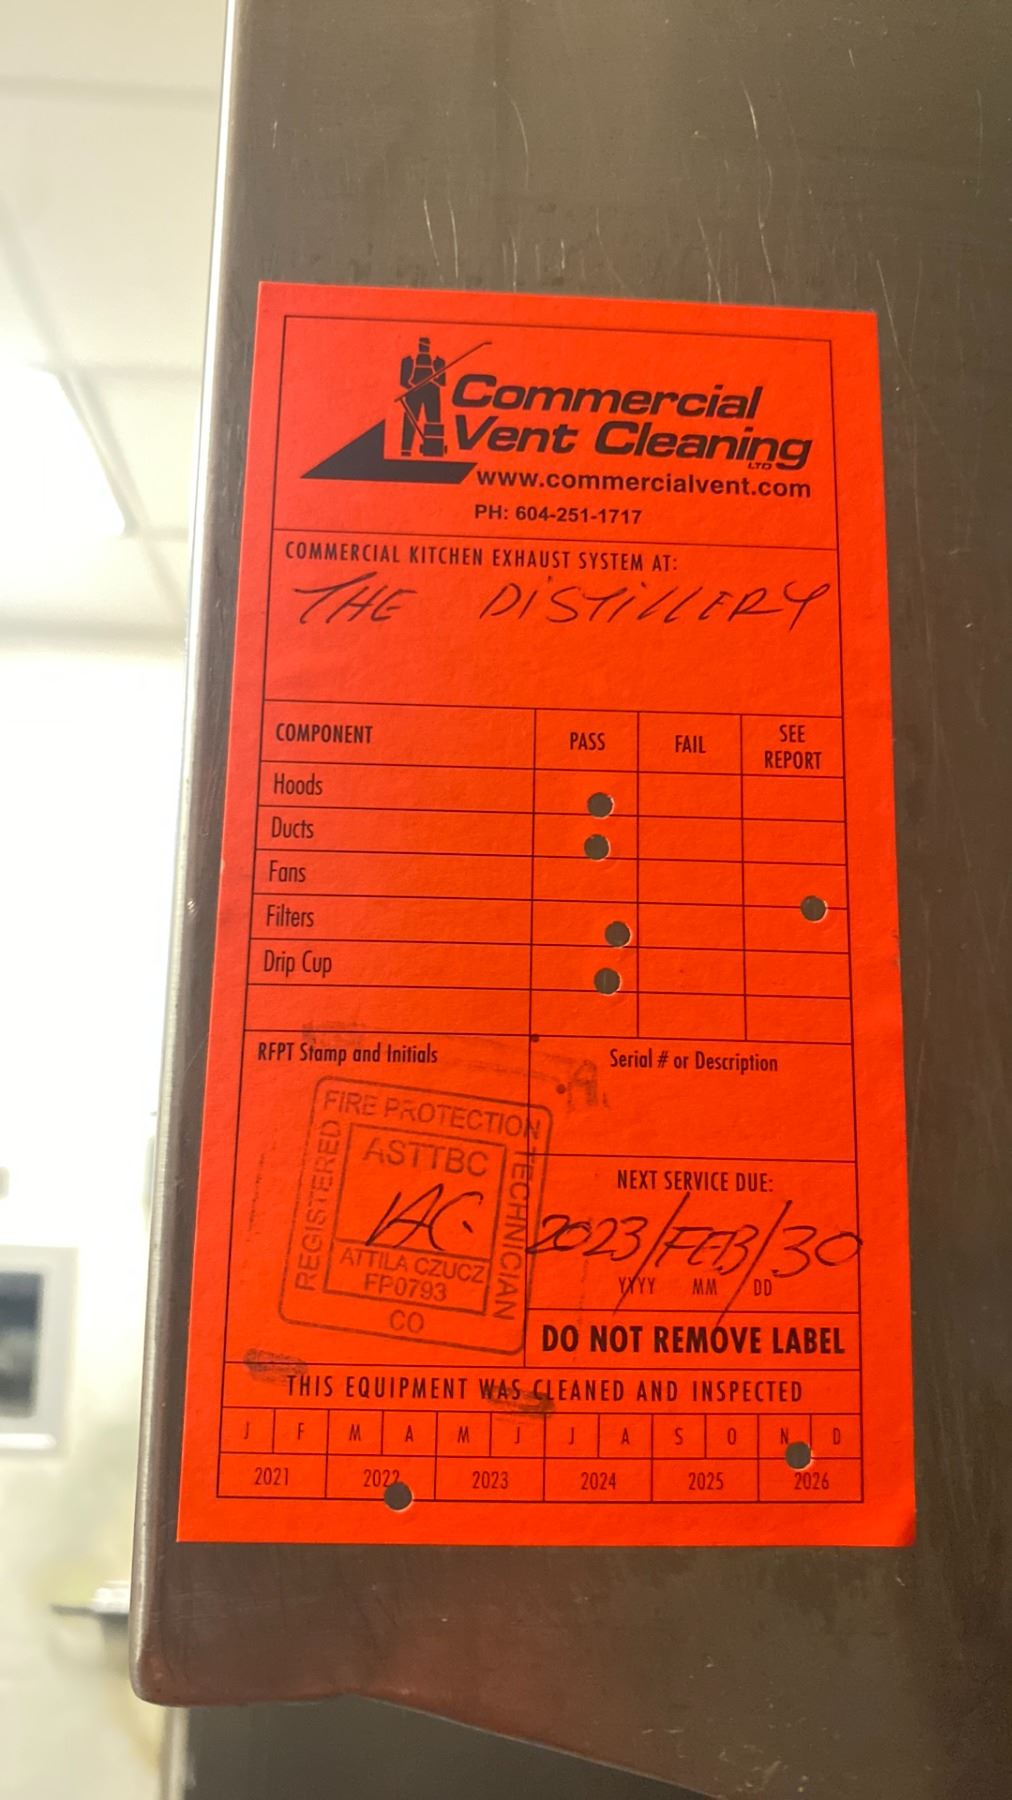 Commercial
Vent Cleaning
LTD
www.commercialvent.com
PH: 604-251-1717
COMMERCIAL KITCHEN EXHAUST SYSTEM AT:
THE DISTILLERY
COMPONENT PASS FAIL SEE REPORT
Hoods
Ducts
Fans
Filters
Drip Cup
RFPT Stamp and Initials
Serial # or Description
FIRE PROTECTION
REGISTERED
TECHNICIAN
ASTTBC
AC
ATTILA CZUCZ
FP0793
CO
NEXT SERVICE DUE:
2023/FEB/30
YYYY MM DD
DO NOT REMOVE LABEL
THIS EQUIPMENT WAS CLEANED AND INSPECTED
J F M A M J J A S O N D
2021 2022 2023 2024 2025 2026